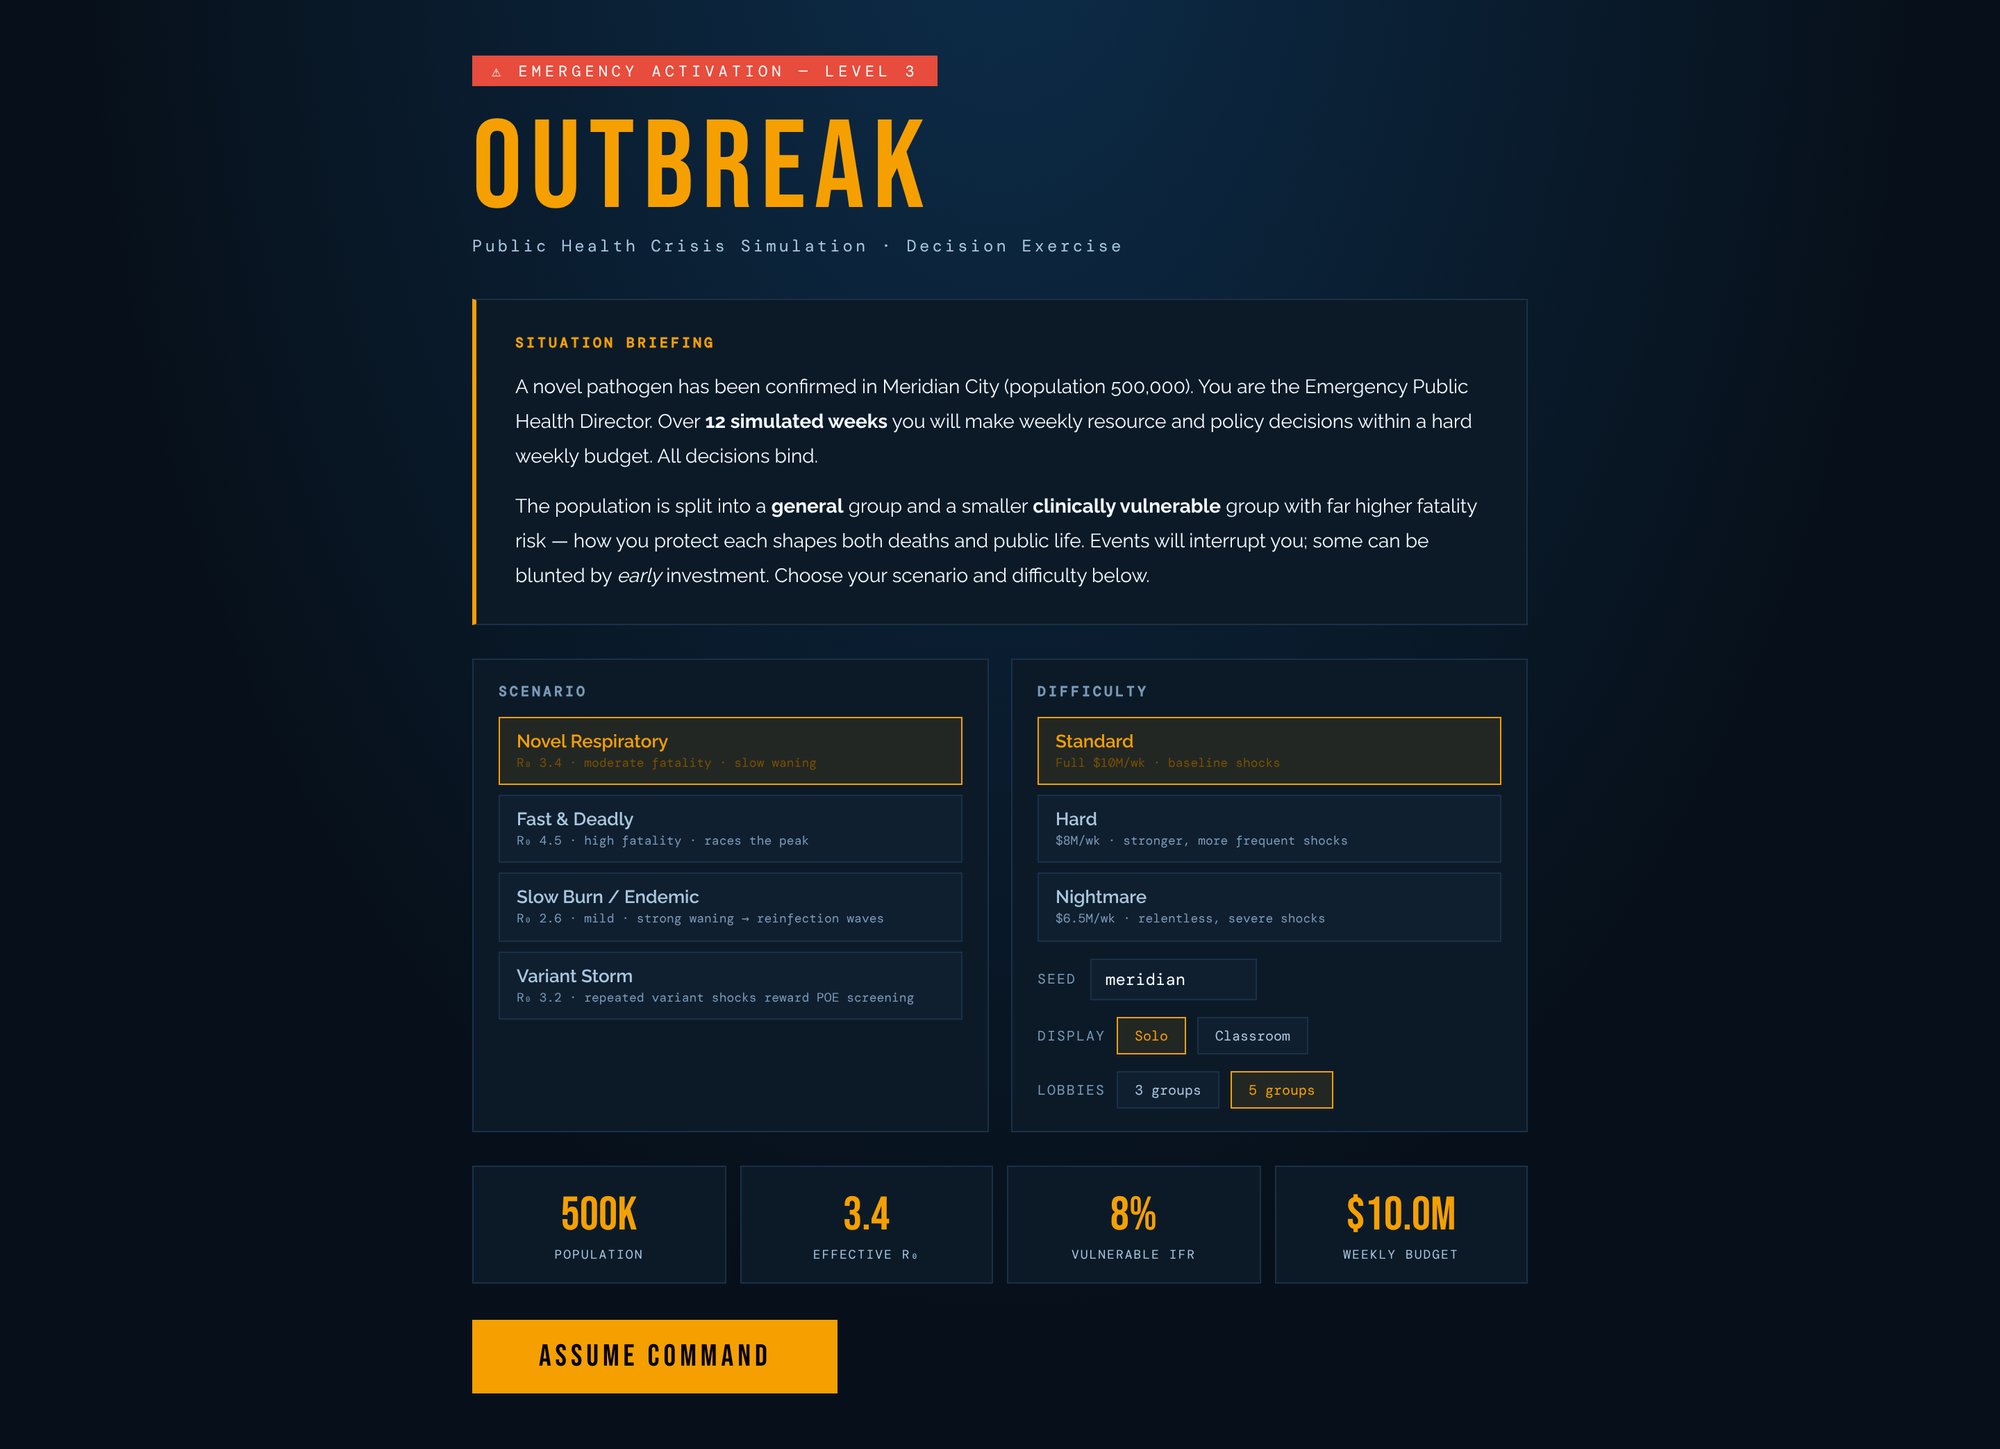 ⚠ EMERGENCY ACTIVATION — LEVEL 3
OUTBREAK
Public Health Crisis Simulation · Decision Exercise
SITUATION BRIEFING
A novel pathogen has been confirmed in Meridian City (population 500,000). You are the Emergency Public
Health Director. Over 12 simulated weeks you will make weekly resource and policy decisions within a hard
weekly budget. All decisions bind.
The population is split into a general group and a smaller clinically vulnerable group with far higher fatality
risk — how you protect each shapes both deaths and public life. Events will interrupt you; some can be
blunted by early investment. Choose your scenario and difficulty below.
SCENARIO
Novel Respiratory
R₀ 3.4 · moderate fatality · slow waning
Fast & Deadly
R₀ 4.5 · high fatality · races the peak
Slow Burn / Endemic
R₀ 2.6 · mild · strong waning → reinfection waves
Variant Storm
R₀ 3.2 · repeated variant shocks reward POE screening
DIFFICULTY
Standard
Full $10M/wk · baseline shocks
Hard
$8M/wk · stronger, more frequent shocks
Nightmare
$6.5M/wk · relentless, severe shocks
SEED meridian
DISPLAY Solo Classroom
LOBBIES 3 groups 5 groups
500K
POPULATION
3.4
EFFECTIVE R₀
8%
VULNERABLE IFR
$10.0M
WEEKLY BUDGET
ASSUME COMMAND